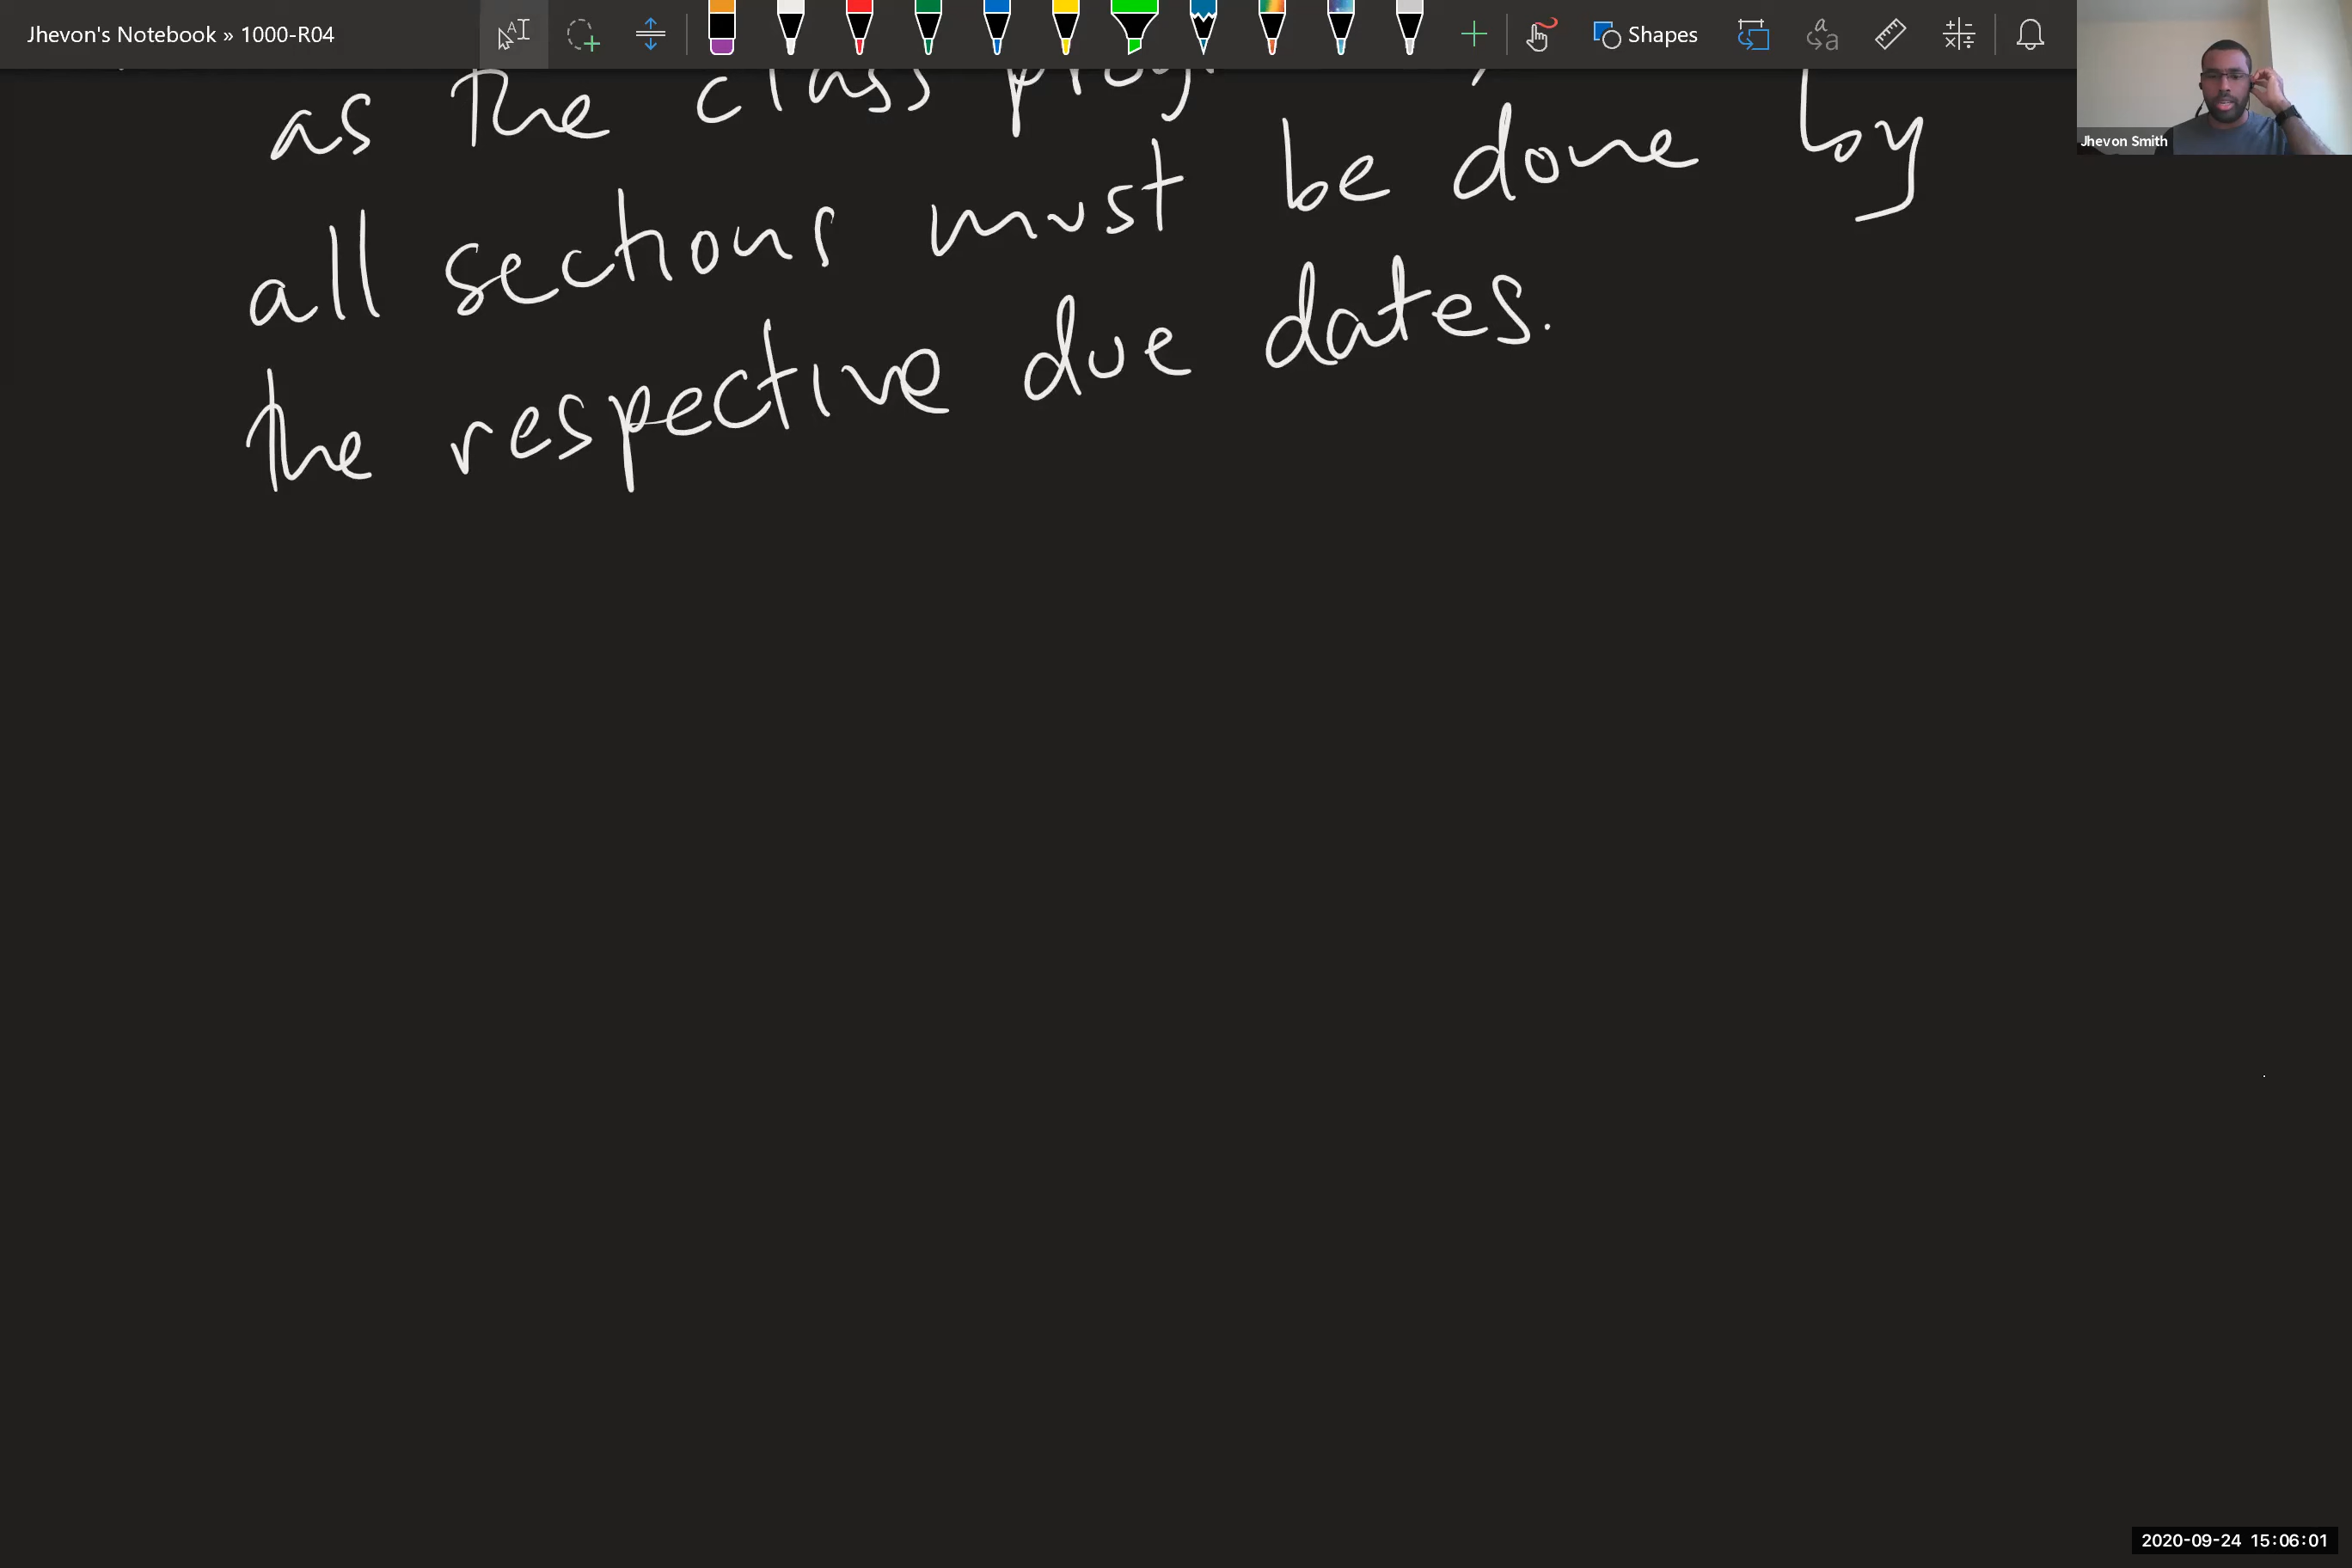 Jhevon's Notebook » 1000-R04
Shapes
Jhevon Smith
as the class
all sections must be done by
the respective due dates.
2020-09-24 15:06:01